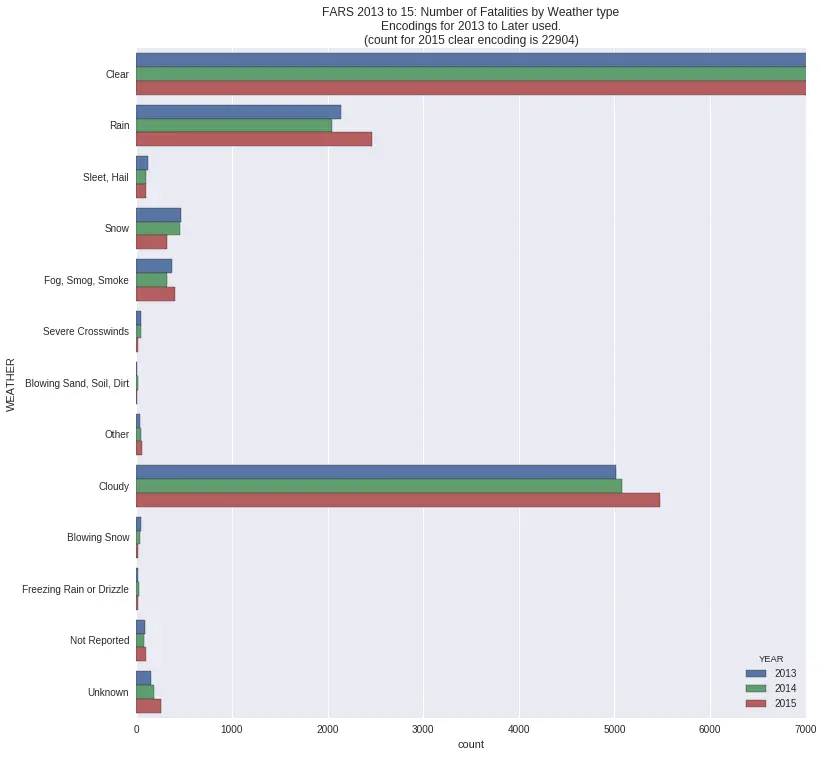 FARS 2013 to 15: Number of Fatalities by Weather type
Encodings for 2013 to Later used.
(count for 2015 clear encoding is 22904)
WEATHER
Clear
Rain
Sleet, Hail
Snow
Fog, Smog, Smoke
Severe Crosswinds
Blowing Sand, Soil, Dirt
Other
Cloudy
Blowing Snow
Freezing Rain or Drizzle
Not Reported
Unknown
YEAR
2013
2014
2015
0 1000 2000 3000 4000 5000 6000 7000
count